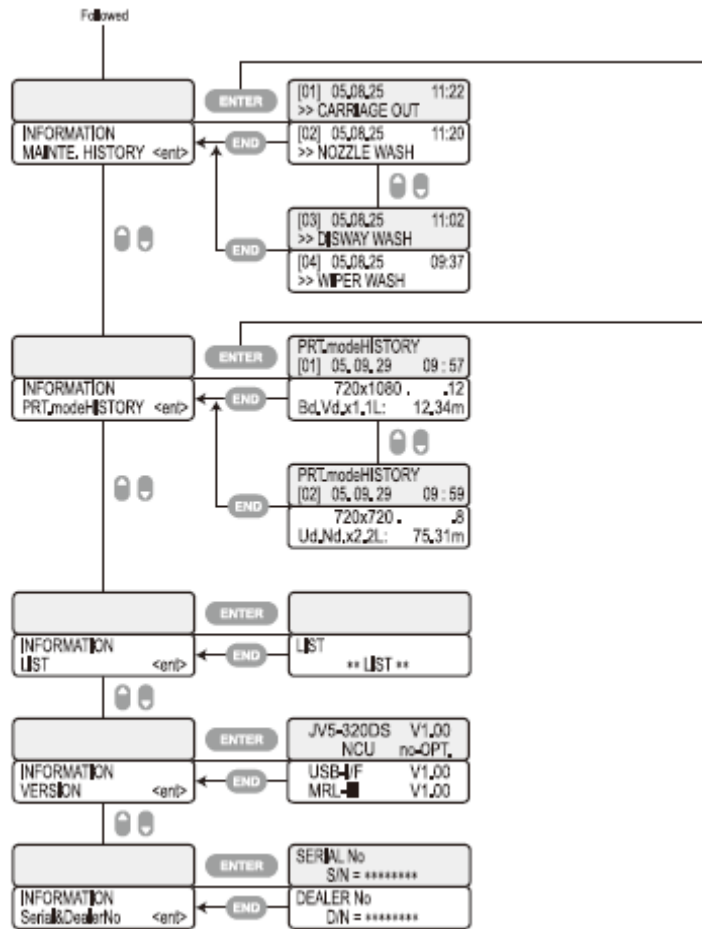 Followed
ENTER
[01] 05.08.25 11:22
>> CARRIAGE OUT
INFORMATION
MAINTE. HISTORY <ent>
END
[02] 05.08.25 11:20
>> NOZZLE WASH
[03] 05.08.25 11:02
>> DISWAY WASH
END
[04] 05.08.25 09:37
>> WIPER WASH
ENTER
PRT.modeHISTORY
[01] 05.09.29 09:57
INFORMATION
PRT.modeHISTORY <ent>
END
720x1080 . .12
Bd.Vd.x1.1L: 12.34m
PRT.modeHISTORY
[02] 05.09.29 09:59
END
720x720 . .8
Ud.Nd.x2.2L: 75.31m
ENTER
INFORMATION
LIST <ent>
END
LIST
** LIST **
ENTER
JV5-320DS V1.00
NCU no-OPT.
INFORMATION
VERSION <ent>
END
USB-I/F V1.00
MRL- V1.00
ENTER
SERIAL No
S/N = ********
INFORMATION
Serial&DealerNo <ent>
END
DEALER No
D/N = ********